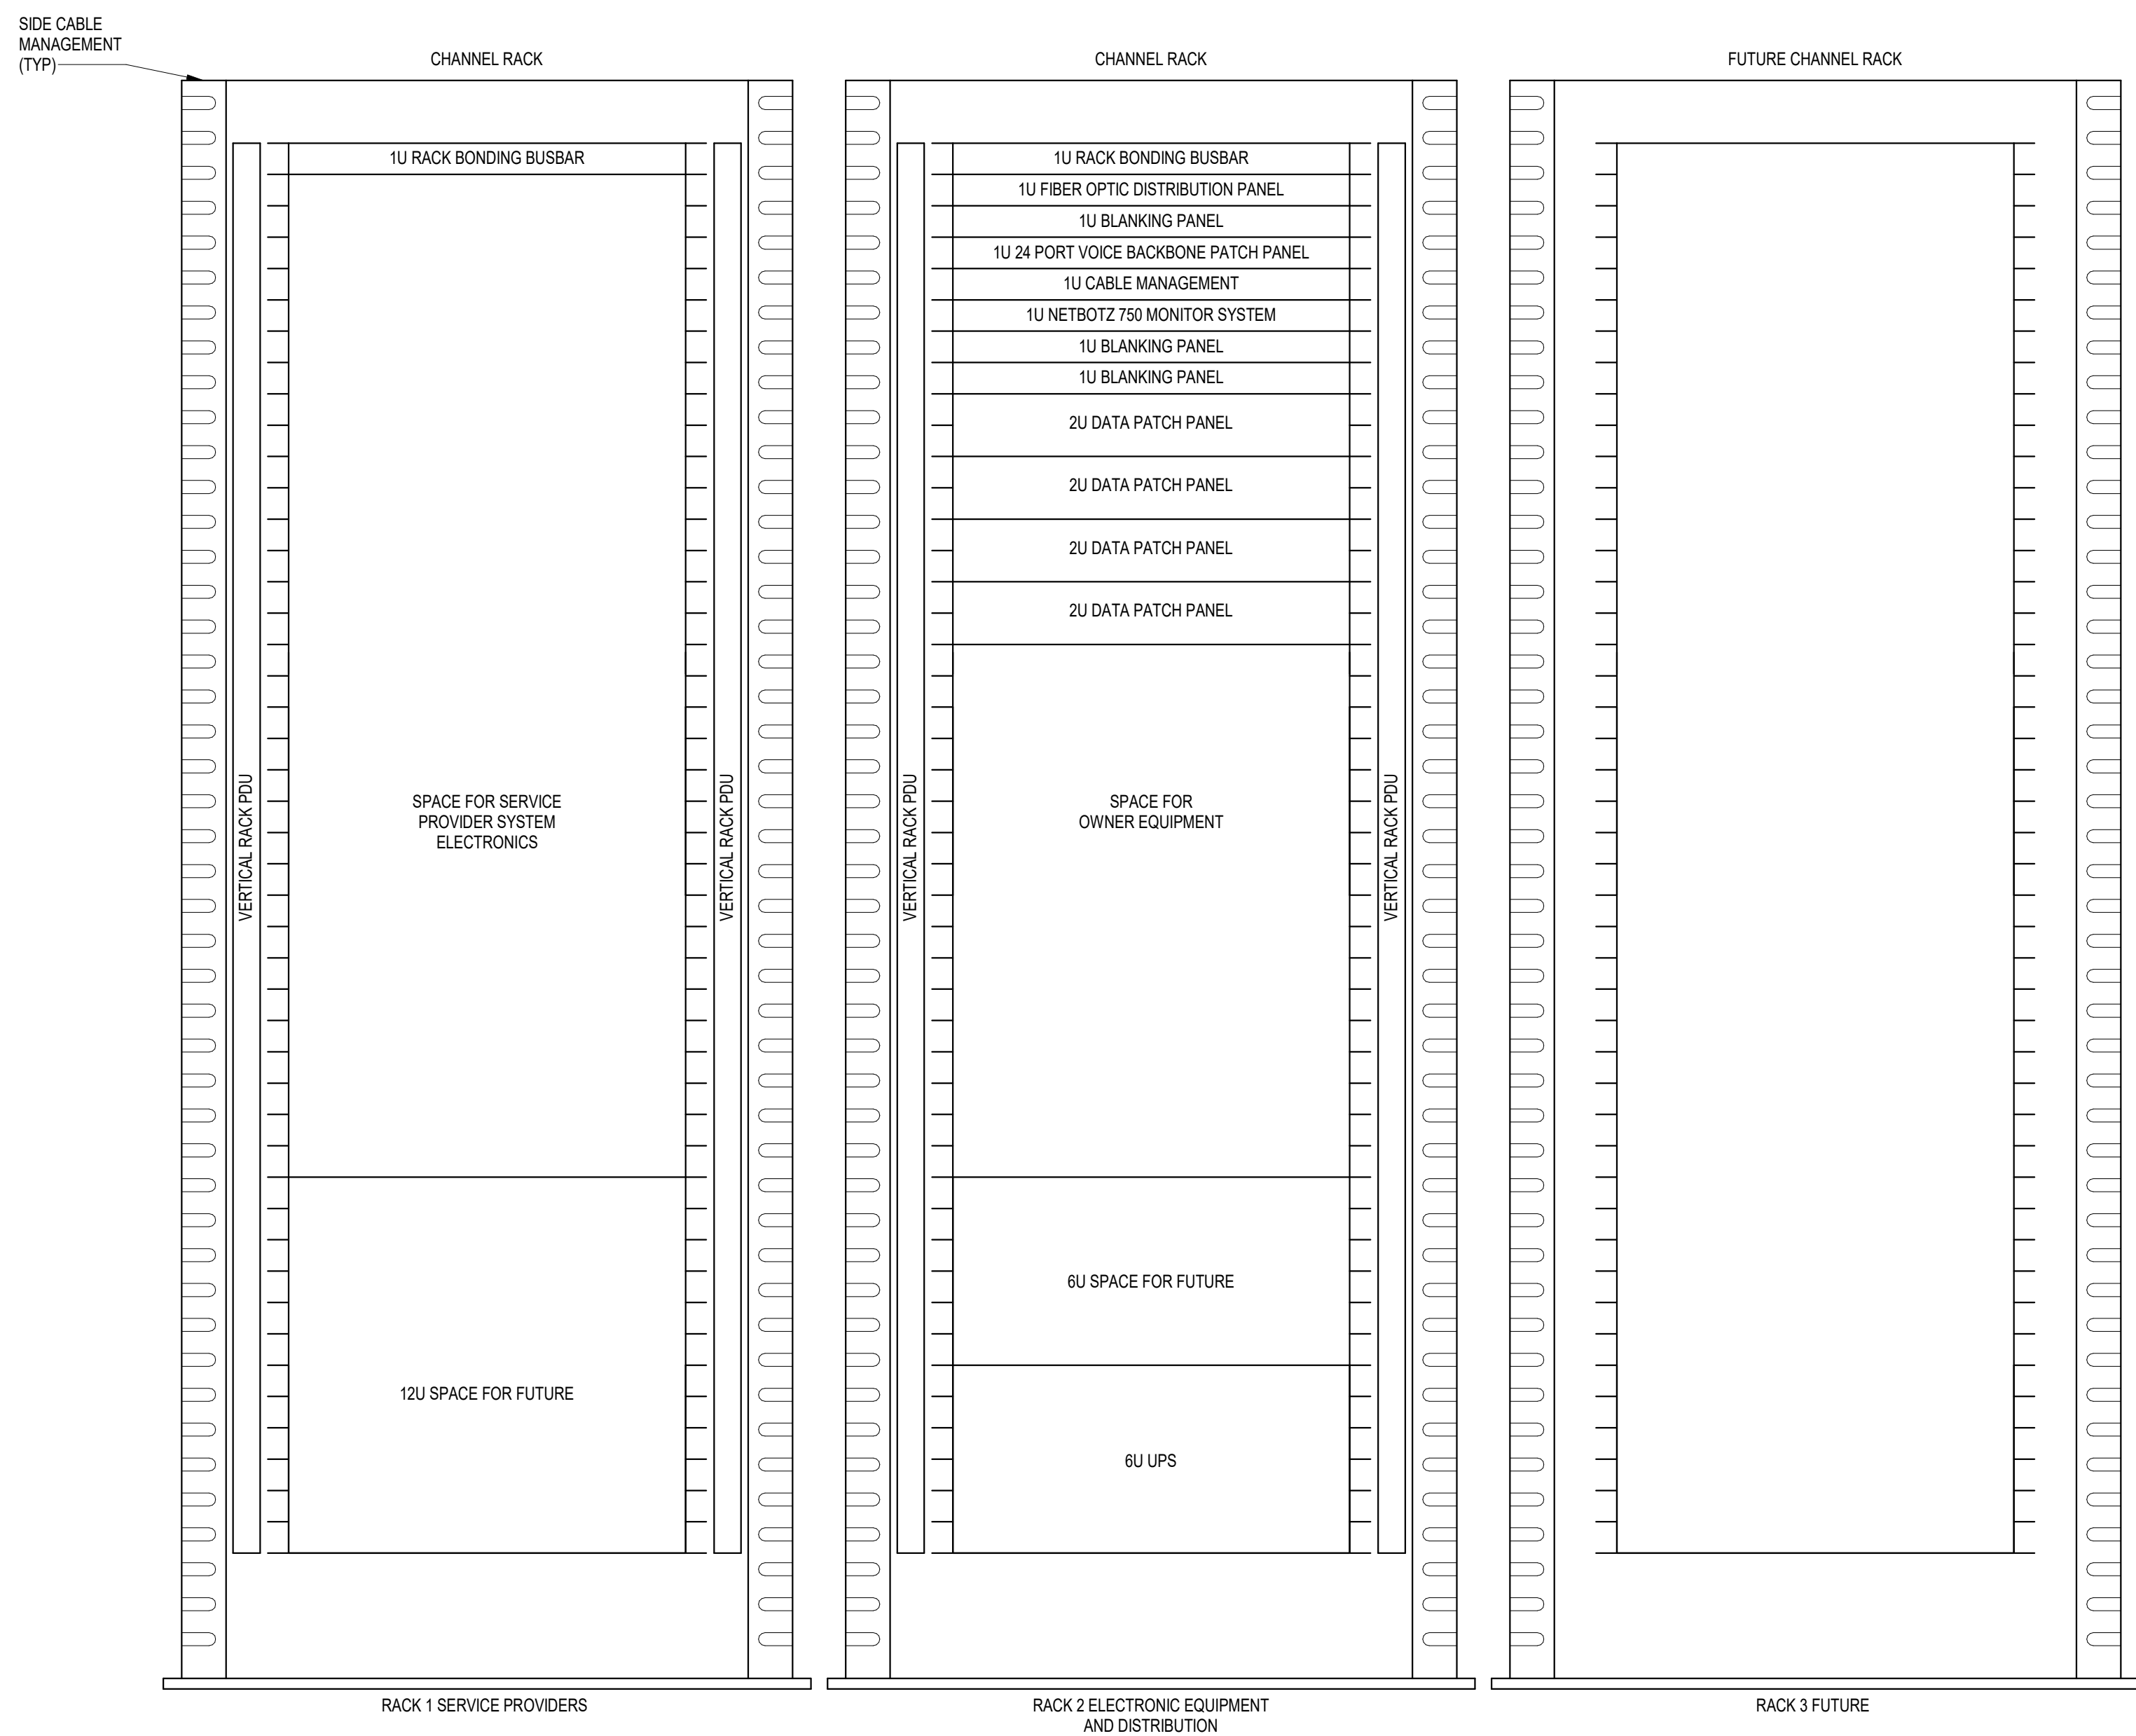 SIDE CABLE
MANAGEMENT
(TYP)
CHANNEL RACK
1U RACK BONDING BUSBAR
VERTICAL RACK PDU
SPACE FOR SERVICE
PROVIDER SYSTEM
ELECTRONICS
VERTICAL RACK PDU
12U SPACE FOR FUTURE
RACK 1 SERVICE PROVIDERS
CHANNEL RACK
1U RACK BONDING BUSBAR
1U FIBER OPTIC DISTRIBUTION PANEL
1U BLANKING PANEL
1U 24 PORT VOICE BACKBONE PATCH PANEL
1U CABLE MANAGEMENT
1U NETBOTZ 750 MONITOR SYSTEM
1U BLANKING PANEL
1U BLANKING PANEL
2U DATA PATCH PANEL
2U DATA PATCH PANEL
2U DATA PATCH PANEL
2U DATA PATCH PANEL
VERTICAL RACK PDU
SPACE FOR
OWNER EQUIPMENT
VERTICAL RACK PDU
6U SPACE FOR FUTURE
6U UPS
RACK 2 ELECTRONIC EQUIPMENT
AND DISTRIBUTION
FUTURE CHANNEL RACK
RACK 3 FUTURE